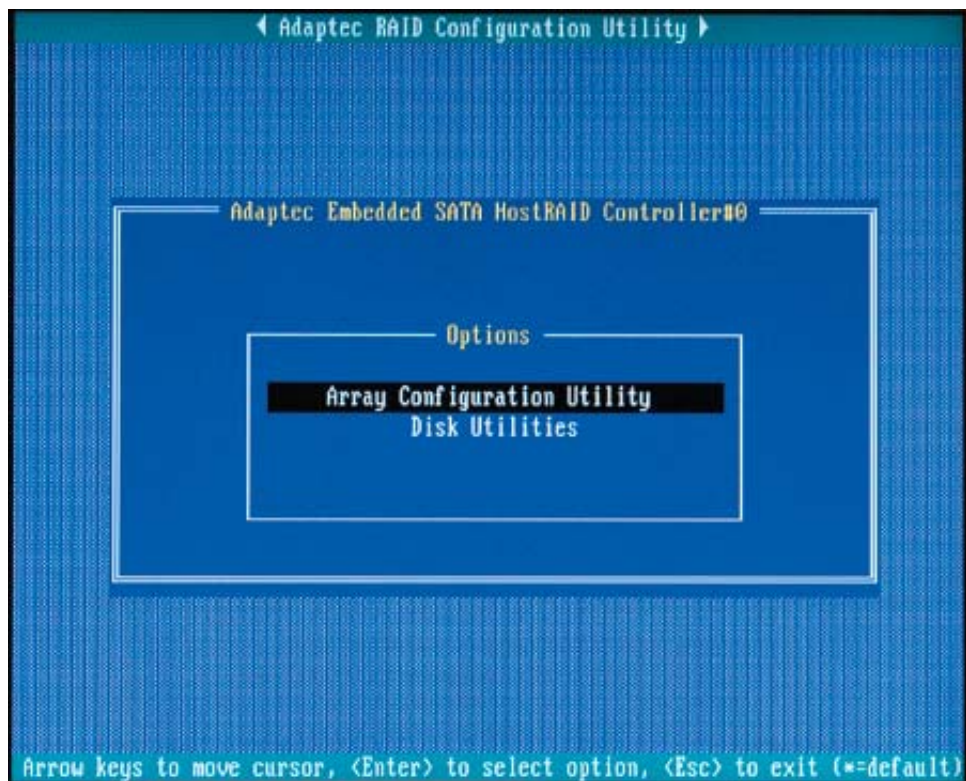 Adaptec RAID Configuration Utility
Adaptec Embedded SATA HostRAID Controller#0
Options
Array Configuration Utility
Disk Utilities
Arrow keys to move cursor, <Enter> to select option, <Esc> to exit (*=default)